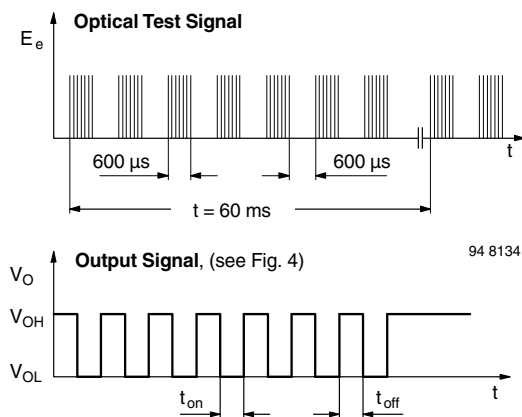 Optical Test Signal
E e
600 µs
600 µs
t
t = 60 ms
94 8134
Output Signal, (see Fig. 4)
V O
V OH
V OL
t on
t off
t